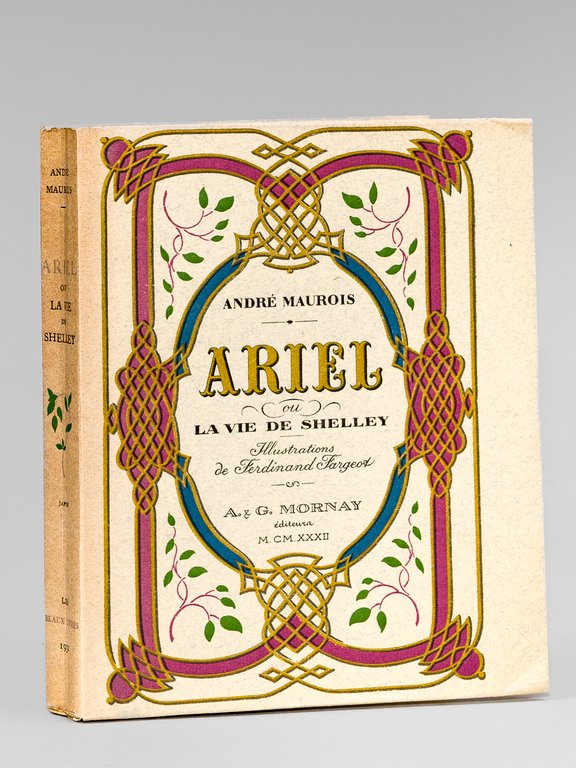 ANDRÉ
MAUROIS
ARIEL
OU
LA VIE
DE
SHELLEY
ANDRÉ MAUROIS
ARIEL
ou
LA VIE DE SHELLEY
Illustrations
de Ferdinand Fargeot
A. & G. MORNAY
éditeurs
M.CM.XXXII